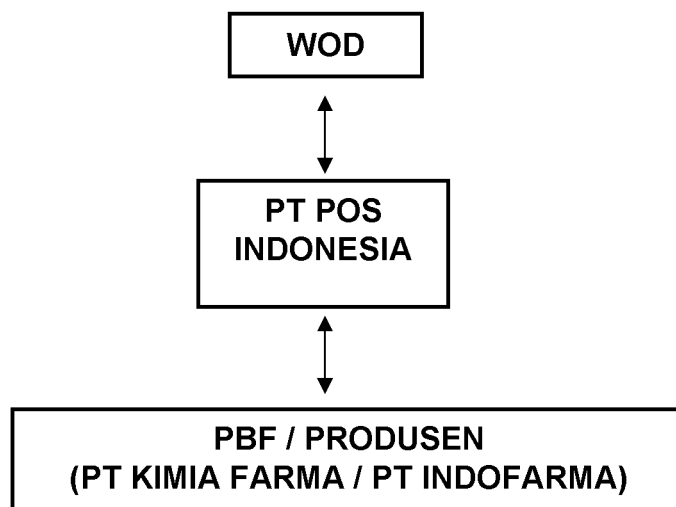 WOD
PT POS
INDONESIA
PBF / PRODUSEN
(PT KIMIA FARMA / PT INDOFARMA)